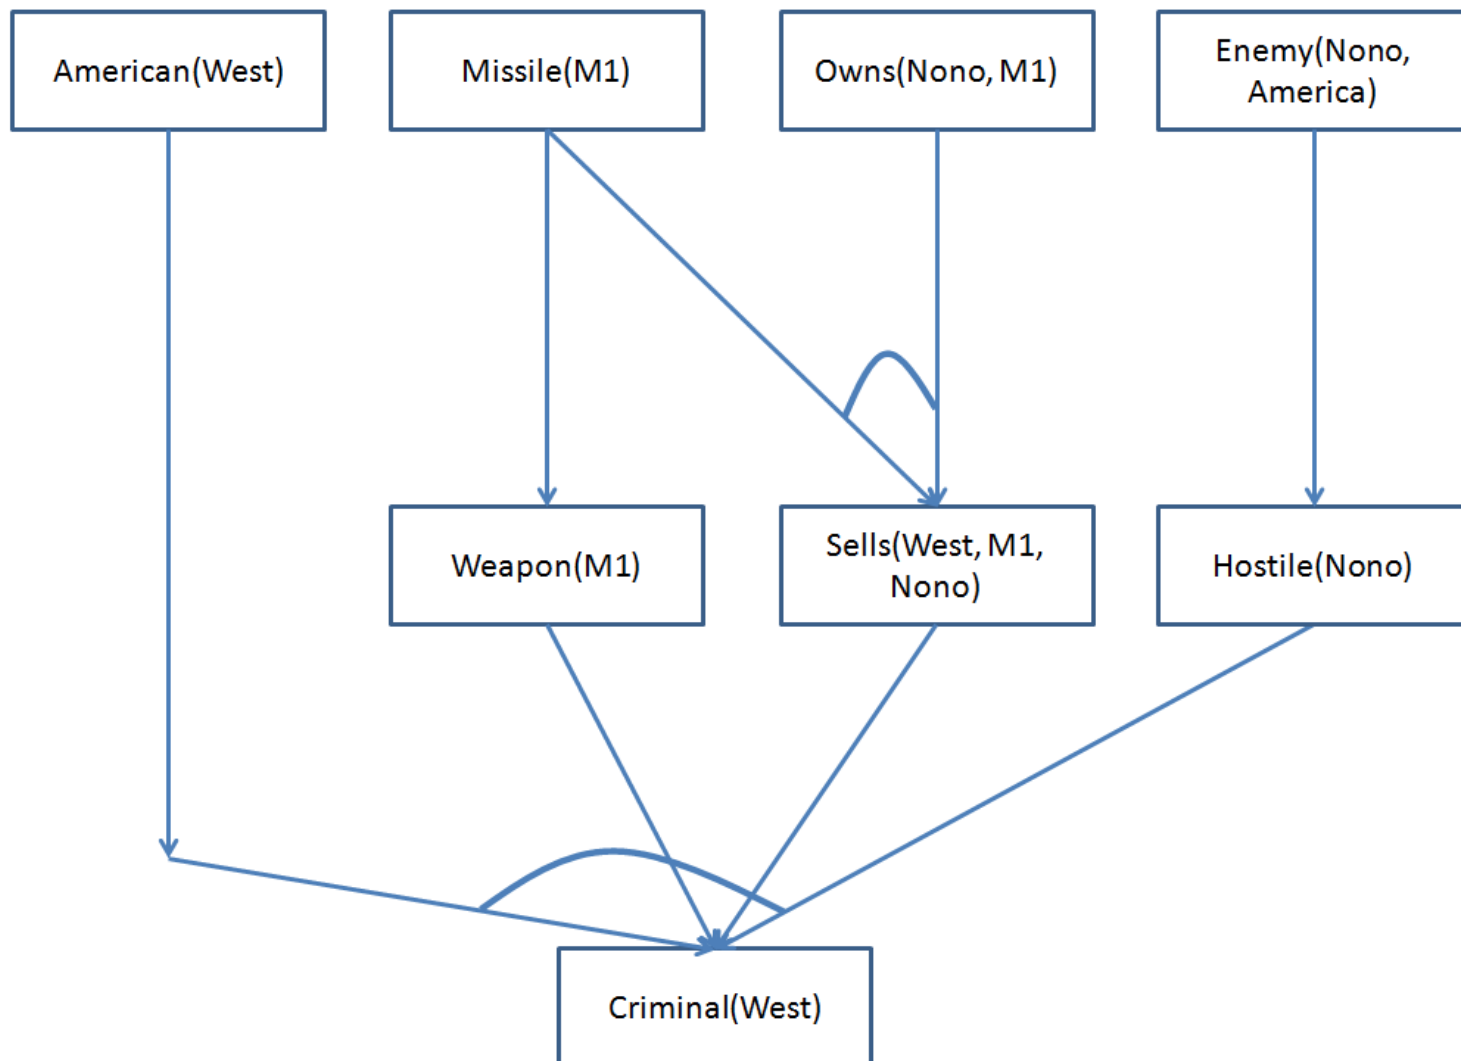 American(West)
Missile(M1)
Owns(Nono, M1)
Enemy(Nono,
America)
Weapon(M1)
Sells(West, M1,
Nono)
Hostile(Nono)
Criminal(West)